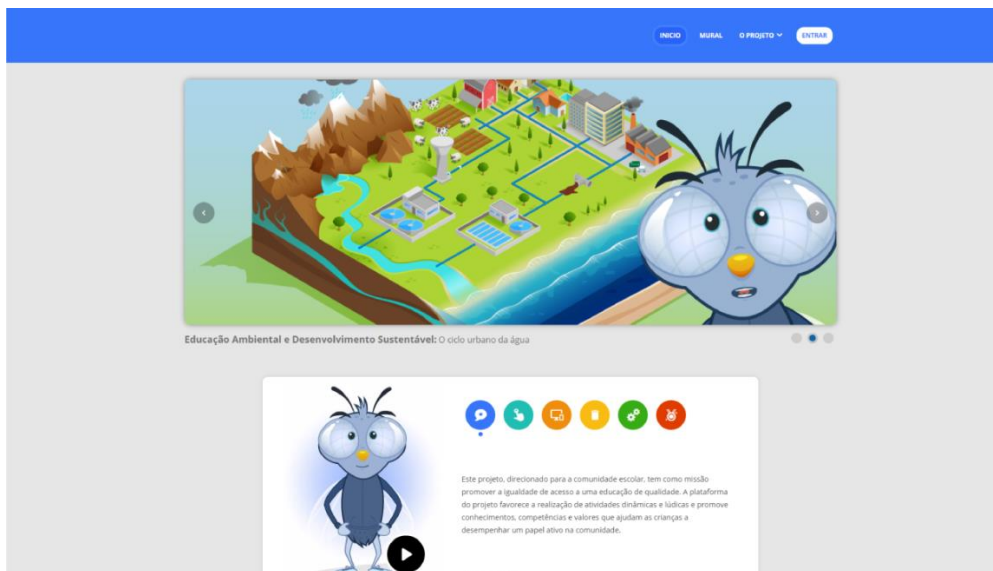 INICIO MURAL O PROJETO ENTRAR
Educação Ambiental e Desenvolvimento Sustentável: O ciclo urbano da água
Este projeto, direcionado para a comunidade escolar, tem como missão
promover a igualdade de acesso a uma educação de qualidade. A plataforma
do projeto favorece a realização de atividades dinâmicas e lúdicas e promove
conhecimentos, competências e valores que ajudam as crianças a
desempenhar um papel ativo na comunidade.